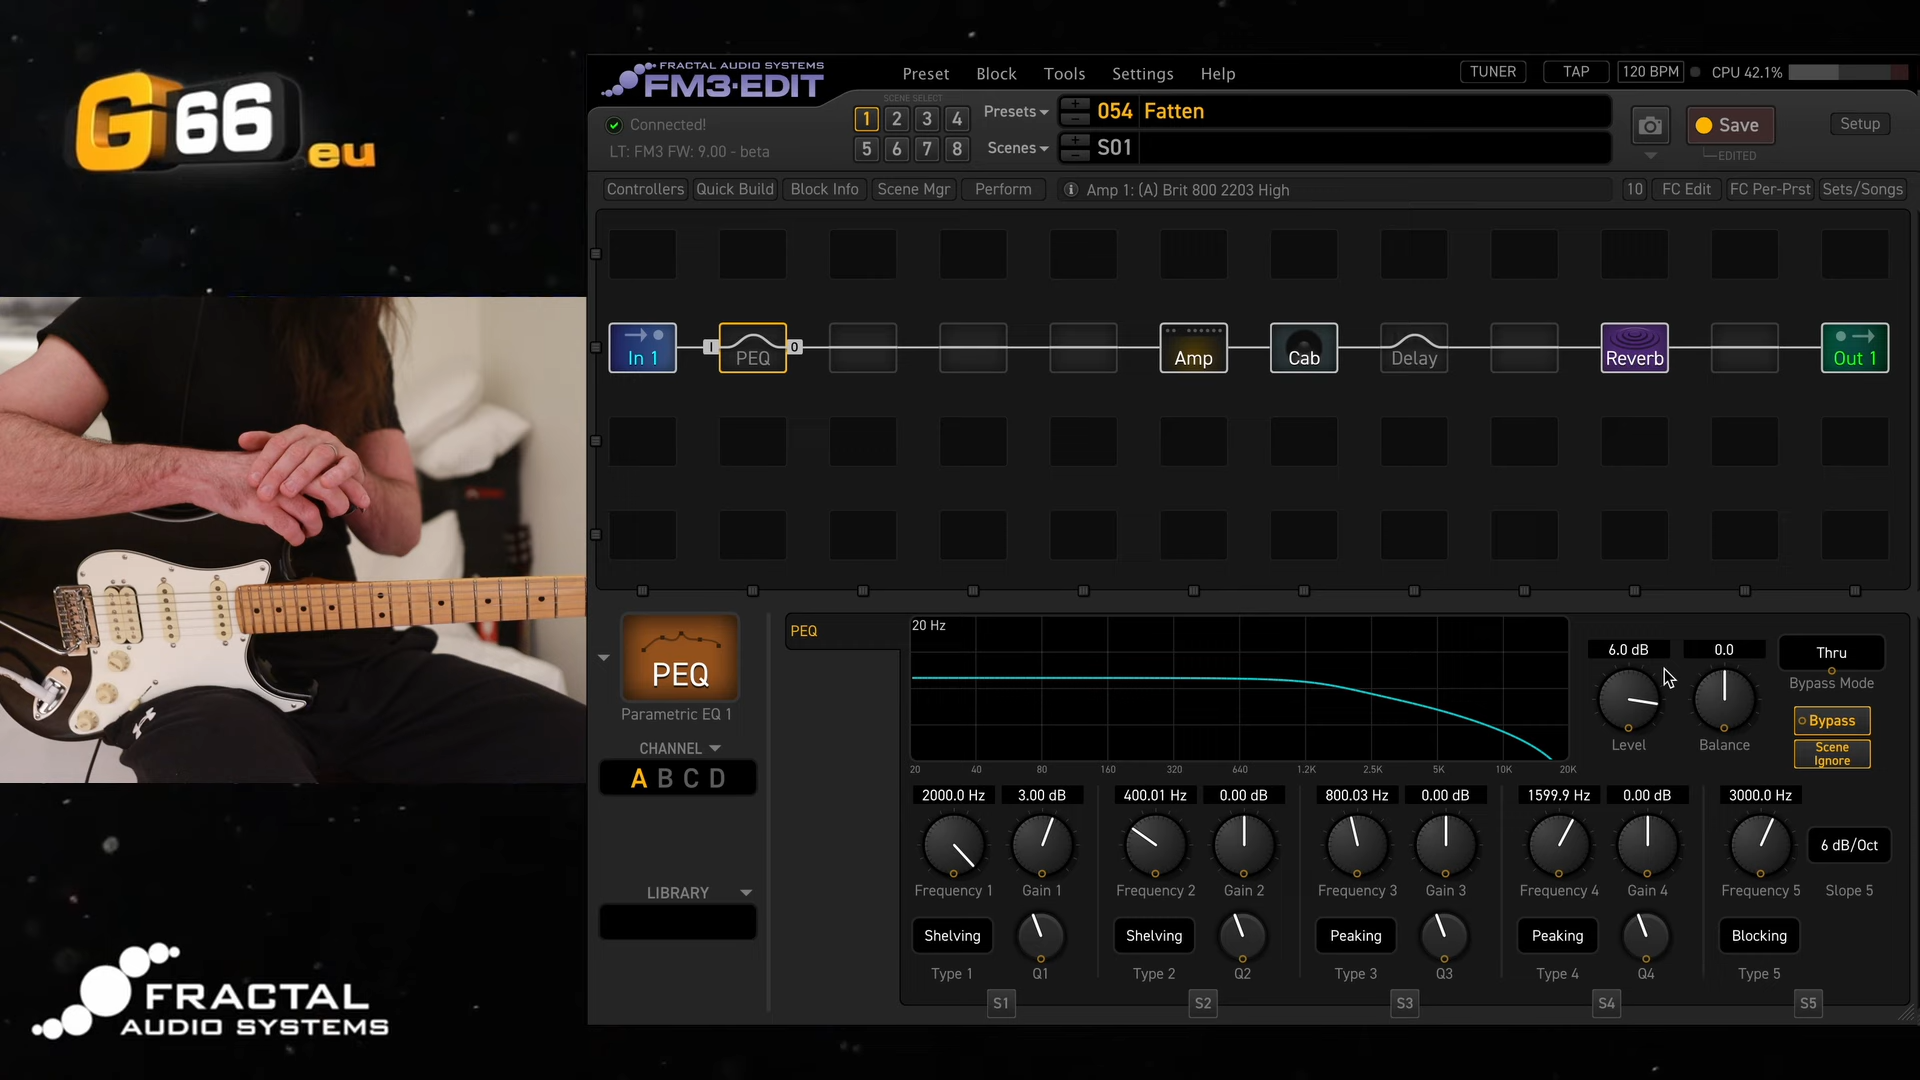 G66.eu
FRACTAL AUDIO SYSTEMS
FM3•EDIT
Preset Block Tools Settings Help
TUNER TAP 120 BPM CPU 42.1%
Connected!
LT: FM3 FW: 9.00 - beta
SCENE SELECT
1 2 3 4
5 6 7 8
Presets 054 Fatten
Scenes S01
Save
EDITED
Setup
Controllers Quick Build Block Info Scene Mgr Perform
Amp 1: (A) Brit 800 2203 High
10 FC Edit FC Per-Prst Sets/Songs
In 1 I PEQ O Amp Cab Delay Reverb Out 1
PEQ
Parametric EQ 1
CHANNEL
A B C D
LIBRARY
PEQ
20 Hz
20 40 80 160 320 640 1.2K 2.5K 5K 10K 20K
6.0 dB 0.0
Level Balance
Thru
Bypass Mode
Bypass
Scene
Ignore
2000.0 Hz 3.00 dB 400.01 Hz 0.00 dB 800.03 Hz 0.00 dB 1599.9 Hz 0.00 dB 3000.0 Hz
6 dB/Oct
Frequency 1 Gain 1 Frequency 2 Gain 2 Frequency 3 Gain 3 Frequency 4 Gain 4 Frequency 5 Slope 5
Shelving Shelving Peaking Peaking Blocking
Type 1 Q1 Type 2 Q2 Type 3 Q3 Type 4 Q4 Type 5
S1 S2 S3 S4 S5
FRACTAL
AUDIO SYSTEMS